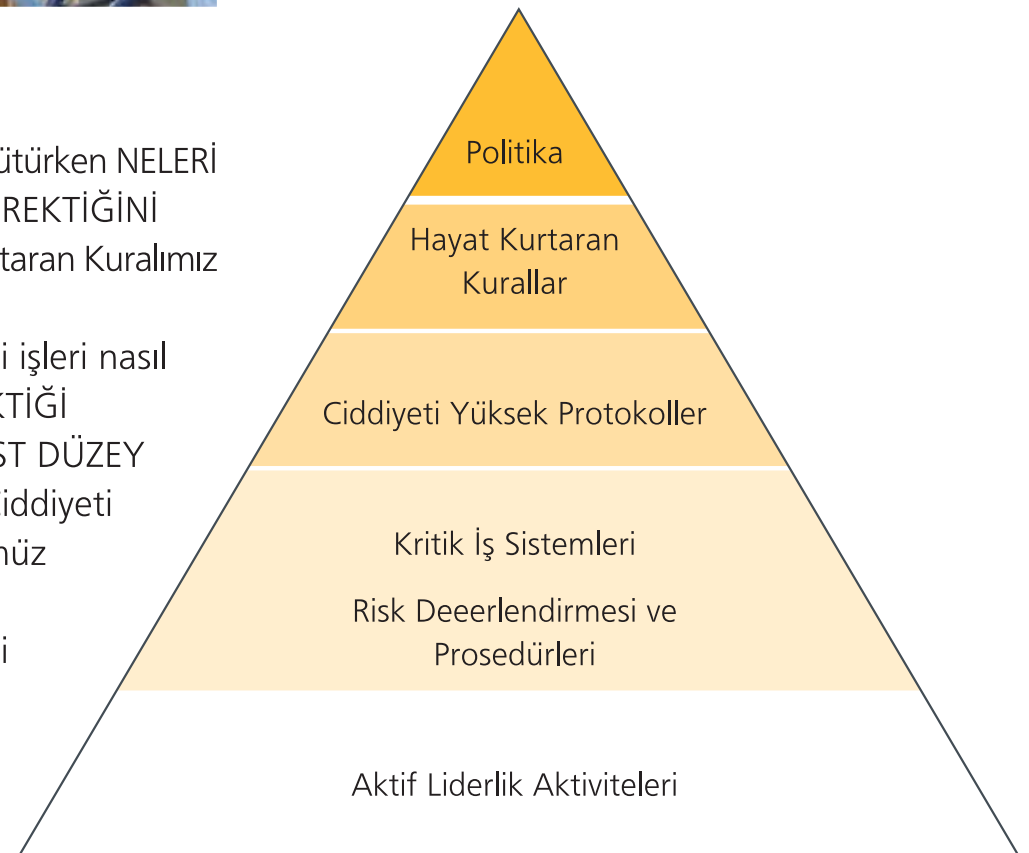 ütürken NELERİ
REKTİĞİNİ
taran Kuralımız
i işleri nasıl
KTİĞİ
ST DÜZEY
Ciddiyeti
nüz
i
Politika
Hayat Kurtaran
Kurallar
Ciddiyeti Yüksek Protokoller
Kritik İş Sistemleri
Risk Deeerlendirmesi ve
Prosedürleri
Aktif Liderlik Aktiviteleri